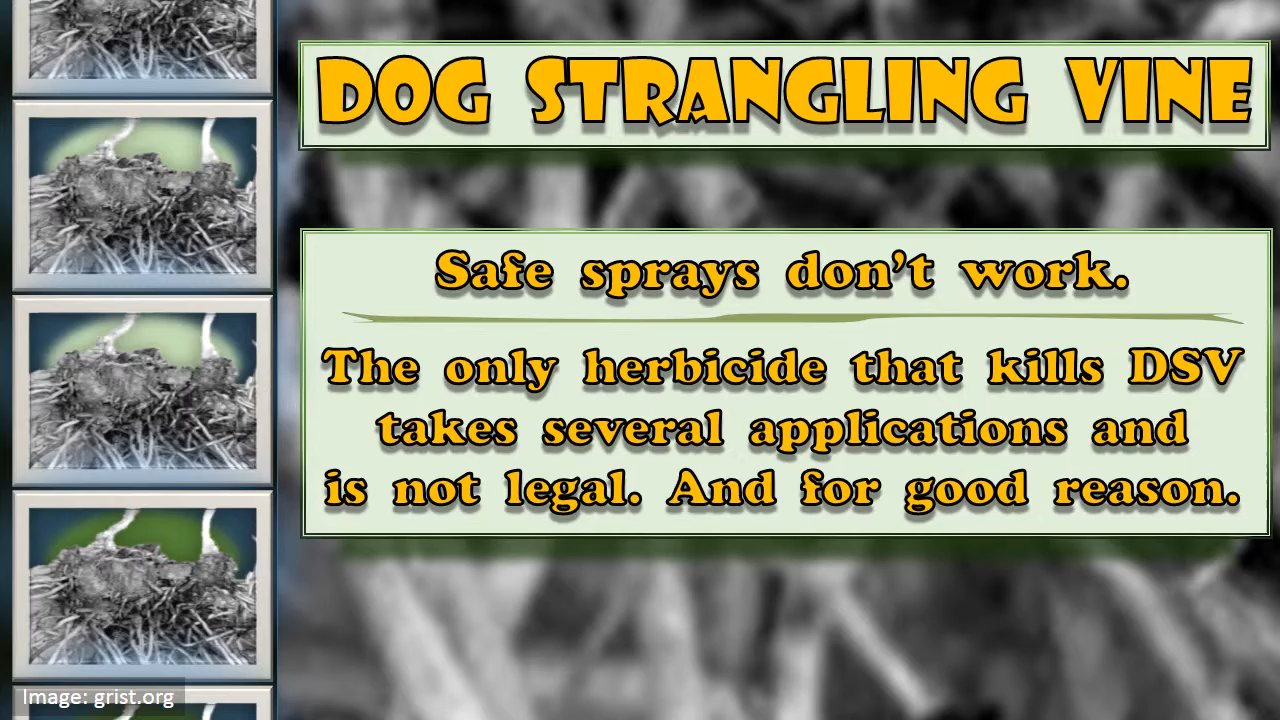 DOG STRANGLING VINE
Safe sprays don't work.
The only herbicide that kills DSV
takes several applications and
is not legal. And for good reason.
Image: grist.org